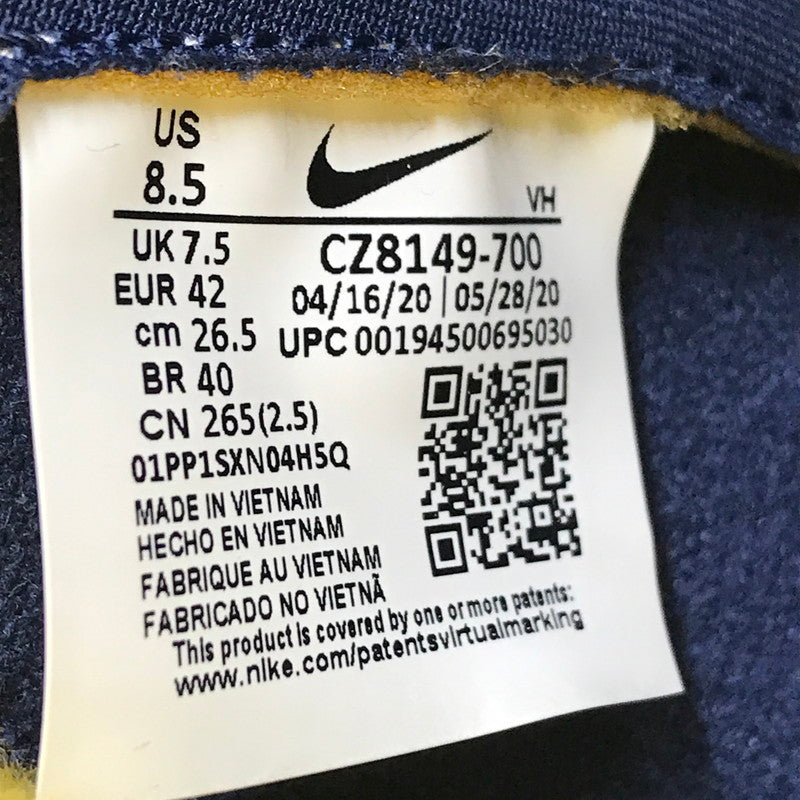 US
8.5
VH
UK 7.5
CZ8149-700
EUR 42
04/16/20 | 05/28/20
cm 26.5
UPC 00194500695030
BR 40
CN 265(2.5)
01PP1SXN04H5Q
MADE IN VIETNAM
HECHO EN VIETNAM
FABRIQUE AU VIETNAM
FABRICADO NO VIETNÃ
This product is covered by one or more patents:
www.nike.com/patentsvirtualmarking